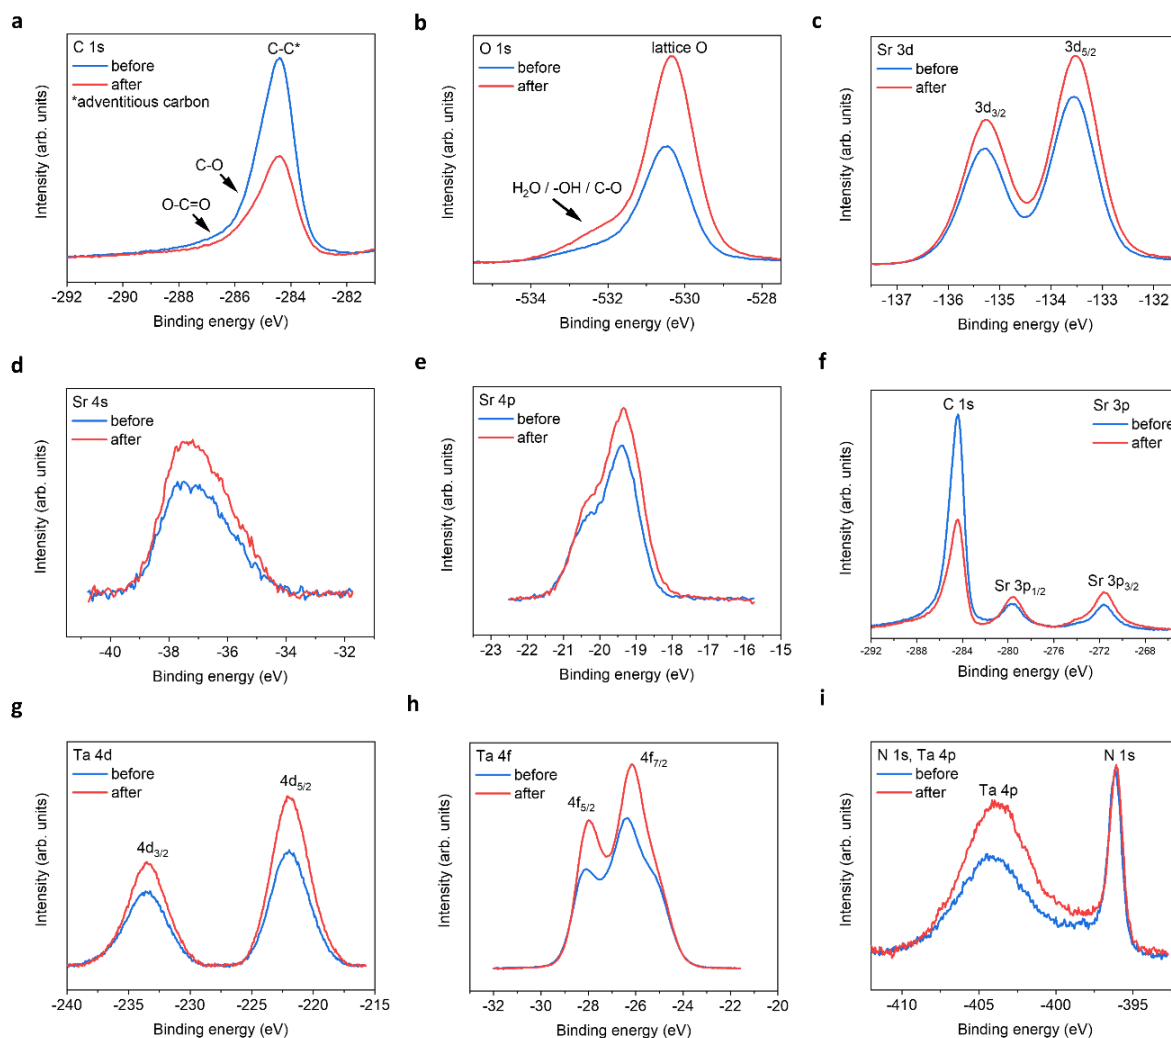 a
C 1s
before
after
*adventitious carbon
C-C*
C-O
O-C=O
Intensity (arb. units)
-292 -290 -288 -286 -284 -282
Binding energy (eV)
b
O 1s
before
after
lattice O
H₂O / -OH / C-O
Intensity (arb. units)
-534 -532 -530 -528
Binding energy (eV)
c
Sr 3d
before
after
3d₅/₂
3d₃/₂
Intensity (arb. units)
-137 -136 -135 -134 -133 -132
Binding energy (eV)
d
Sr 4s
before
after
Intensity (arb. units)
-40 -38 -36 -34 -32
Binding energy (eV)
e
Sr 4p
before
after
Intensity (arb. units)
-23 -22 -21 -20 -19 -18 -17 -16 -15
Binding energy (eV)
f
C 1s
Sr 3p
before
after
Sr 3p₁/₂
Sr 3p₃/₂
Intensity (arb. units)
-292 -288 -284 -280 -276 -272 -268
Binding energy (eV)
g
Ta 4d
before
after
4d₅/₂
4d₃/₂
Intensity (arb. units)
-240 -235 -230 -225 -220 -215
Binding energy (eV)
h
Ta 4f
before
after
4f₇/₂
4f₅/₂
Intensity (arb. units)
-32 -30 -28 -26 -24 -22 -20
Binding energy (eV)
i
N 1s, Ta 4p
before
after
N 1s
Ta 4p
Intensity (arb. units)
-410 -405 -400 -395
Binding energy (eV)